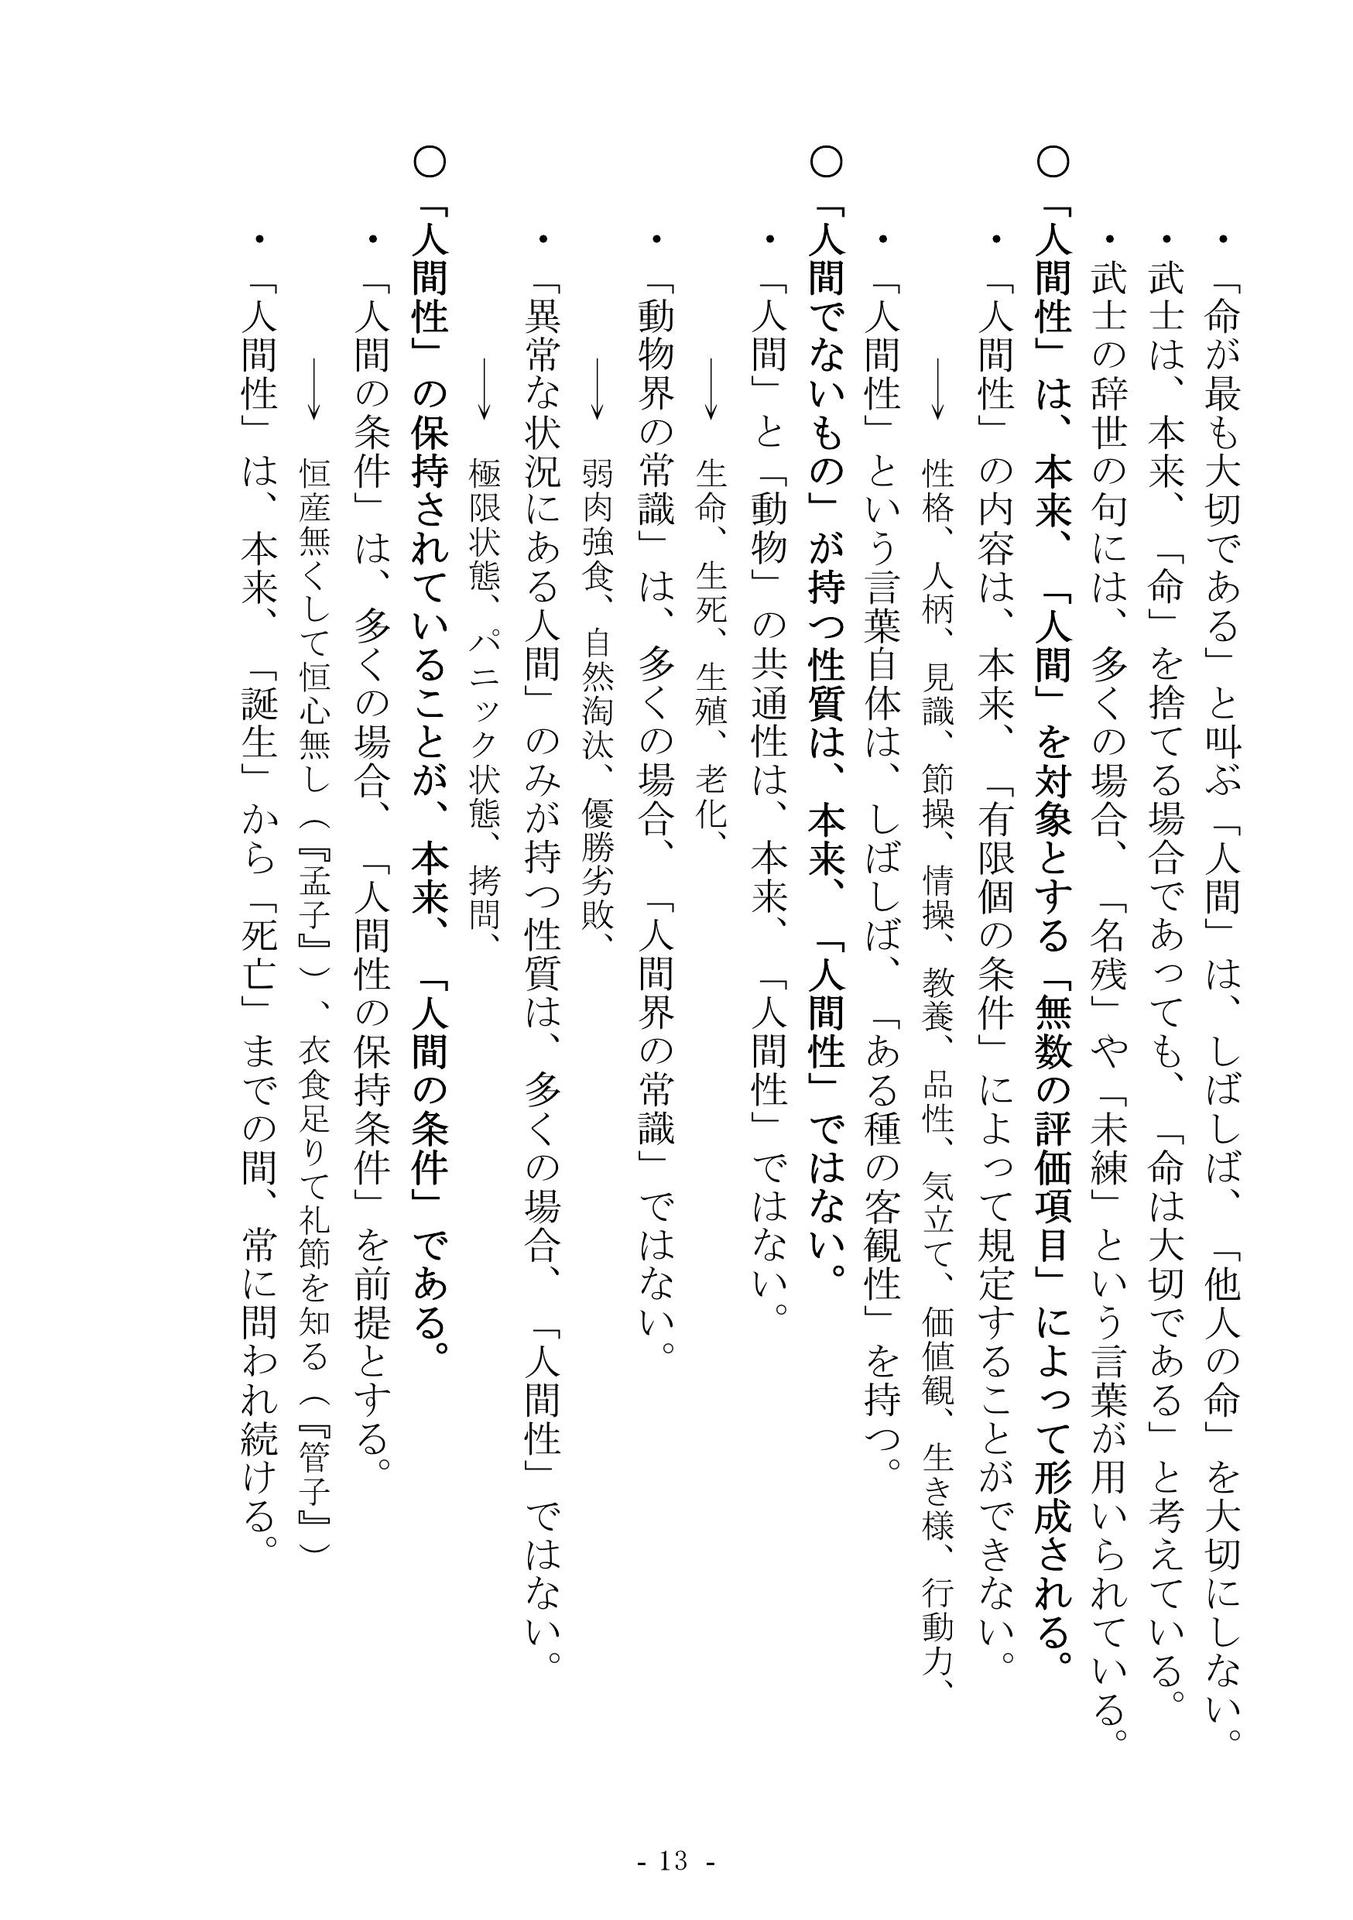 ・「命が最も大切である」と叫ぶ「人間」は、しばしば、「他人の命」を大切にしない。
・武士は、本来、「命」を捨てる場合であっても、「命は大切である」と考えている。
・武士の辞世の句には、多くの場合、「名残」や「未練」という言葉が用いられている。
〇「人間性」は、本来、「人間」を対象とする「無数の評価項目」によって形成される。
・「人間性」の内容は、本来、「有限個の条件」によって規定することができない。
→ 性格、人柄、見識、節操、情操、教養、品性、気立て、価値観、生き様、行動力、
・「人間性」という言葉自体は、しばしば、「ある種の客観性」を持つ。
〇「人間でないもの」が持つ性質は、本来、「人間性」ではない。
・「人間」と「動物」の共通性は、本来、「人間性」ではない。
→ 生命、生死、生殖、老化、
・「動物界の常識」は、多くの場合、「人間界の常識」ではない。
→ 弱肉強食、自然淘汰、優勝劣敗、
・「異常な状況にある人間」のみが持つ性質は、多くの場合、「人間性」ではない。
→ 極限状態、パニック状態、拷問、
〇「人間性」の保持されていることが、本来、「人間の条件」である。
・「人間の条件」は、多くの場合、「人間性の保持条件」を前提とする。
→ 恒産無くして恒心無し(『孟子』)、衣食足りて礼節を知る(『管子』)
・「人間性」は、本来、「誕生」から「死亡」までの間、常に問われ続ける。
- 13 -